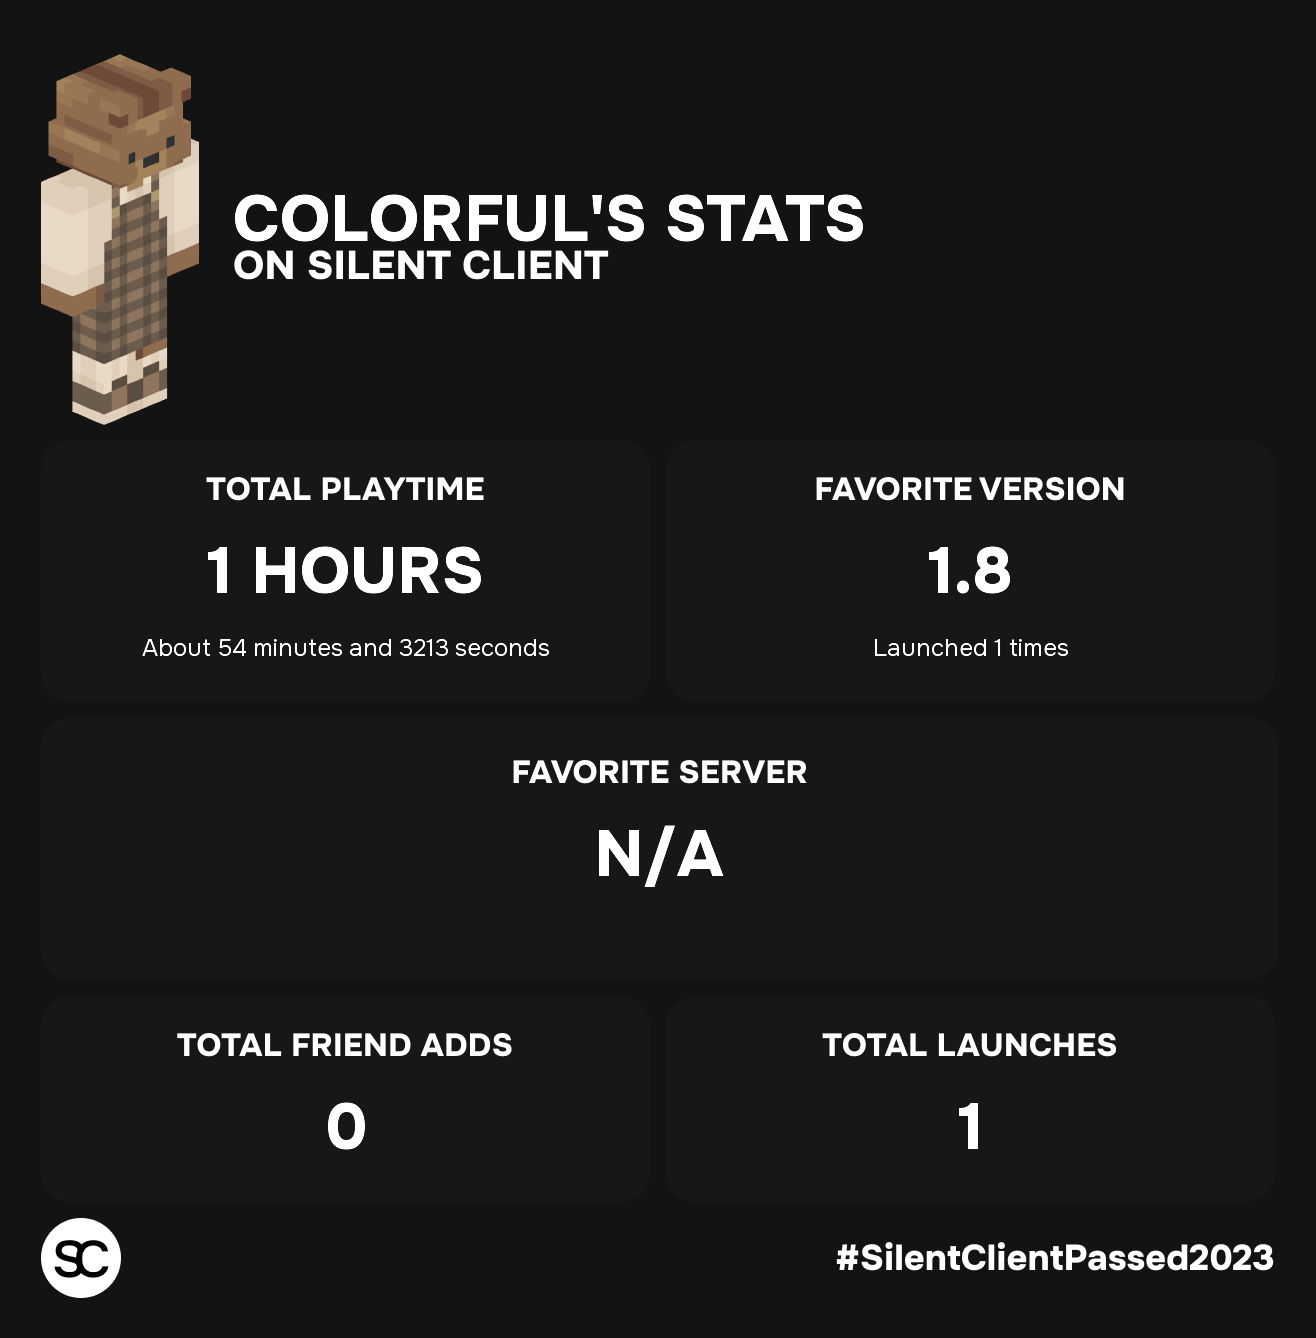 COLORFUL'S STATS
ON SILENT CLIENT
TOTAL PLAYTIME
1 HOURS
About 54 minutes and 3213 seconds
FAVORITE VERSION
1.8
Launched 1 times
FAVORITE SERVER
N/A
TOTAL FRIEND ADDS
0
TOTAL LAUNCHES
1
SC
#SilentClientPassed2023